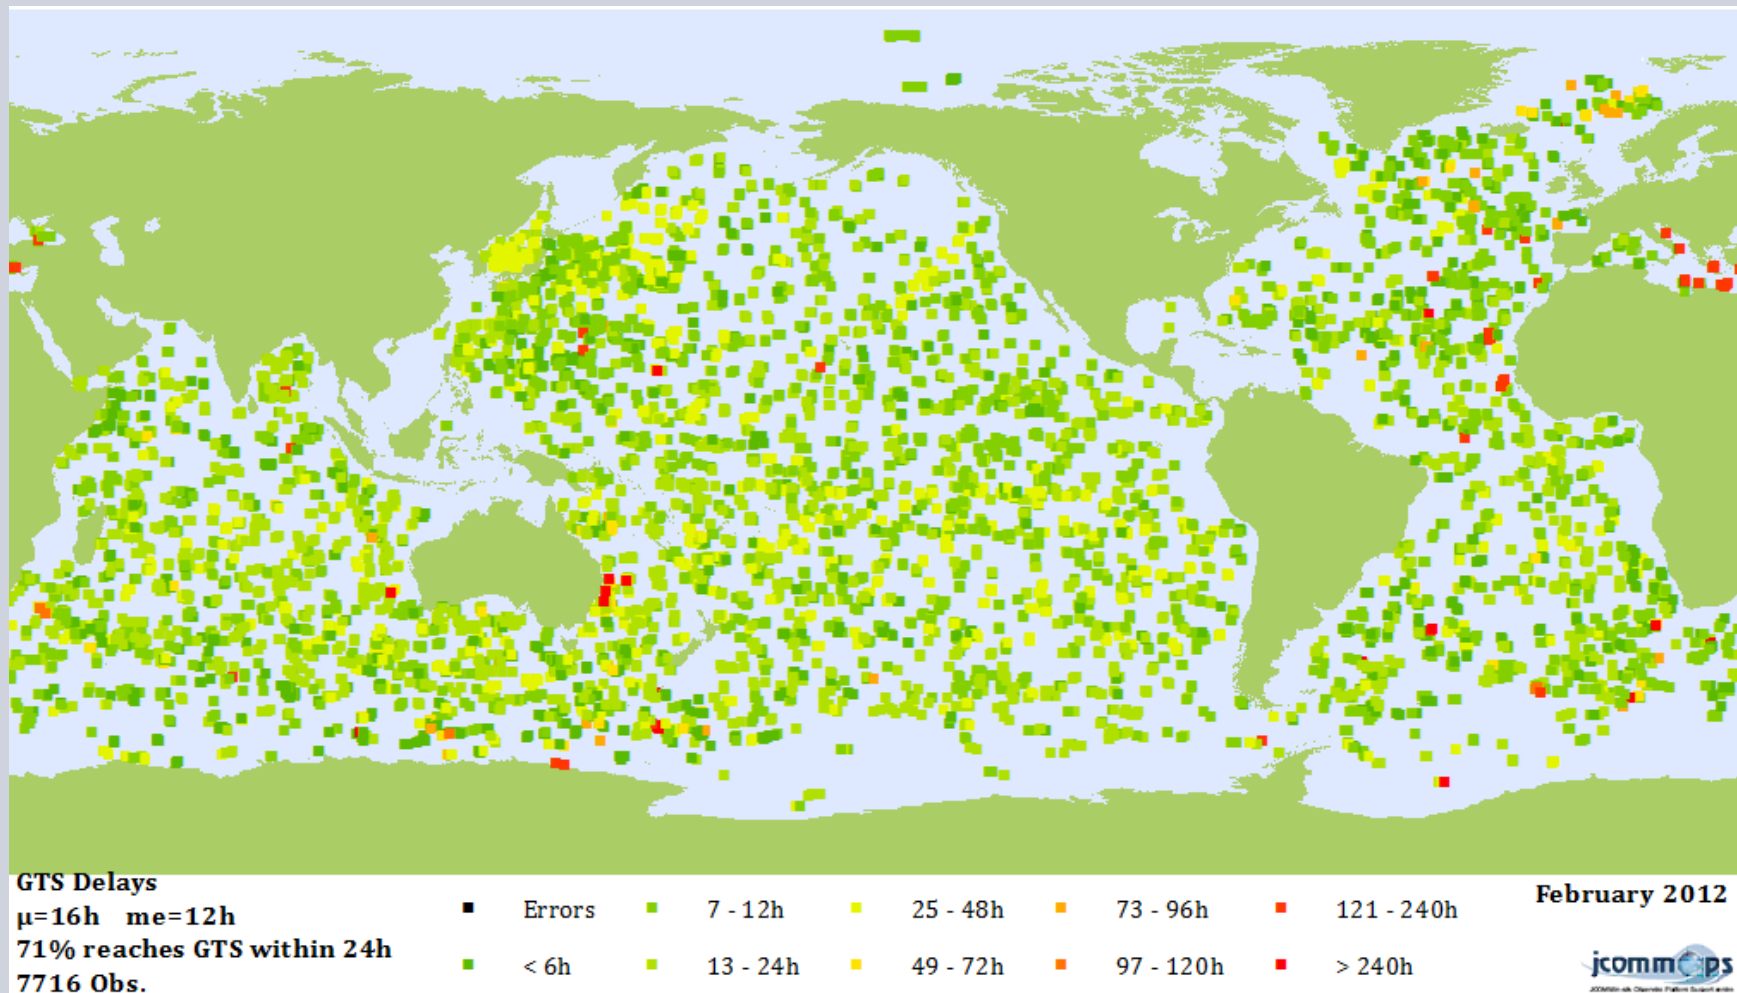 GTS Delays
µ=16h me=12h
71% reaches GTS within 24h
7716 Obs.
Errors 7 - 12h 25 - 48h 73 - 96h 121 - 240h
< 6h 13 - 24h 49 - 72h 97 - 120h > 240h
February 2012
jcommops